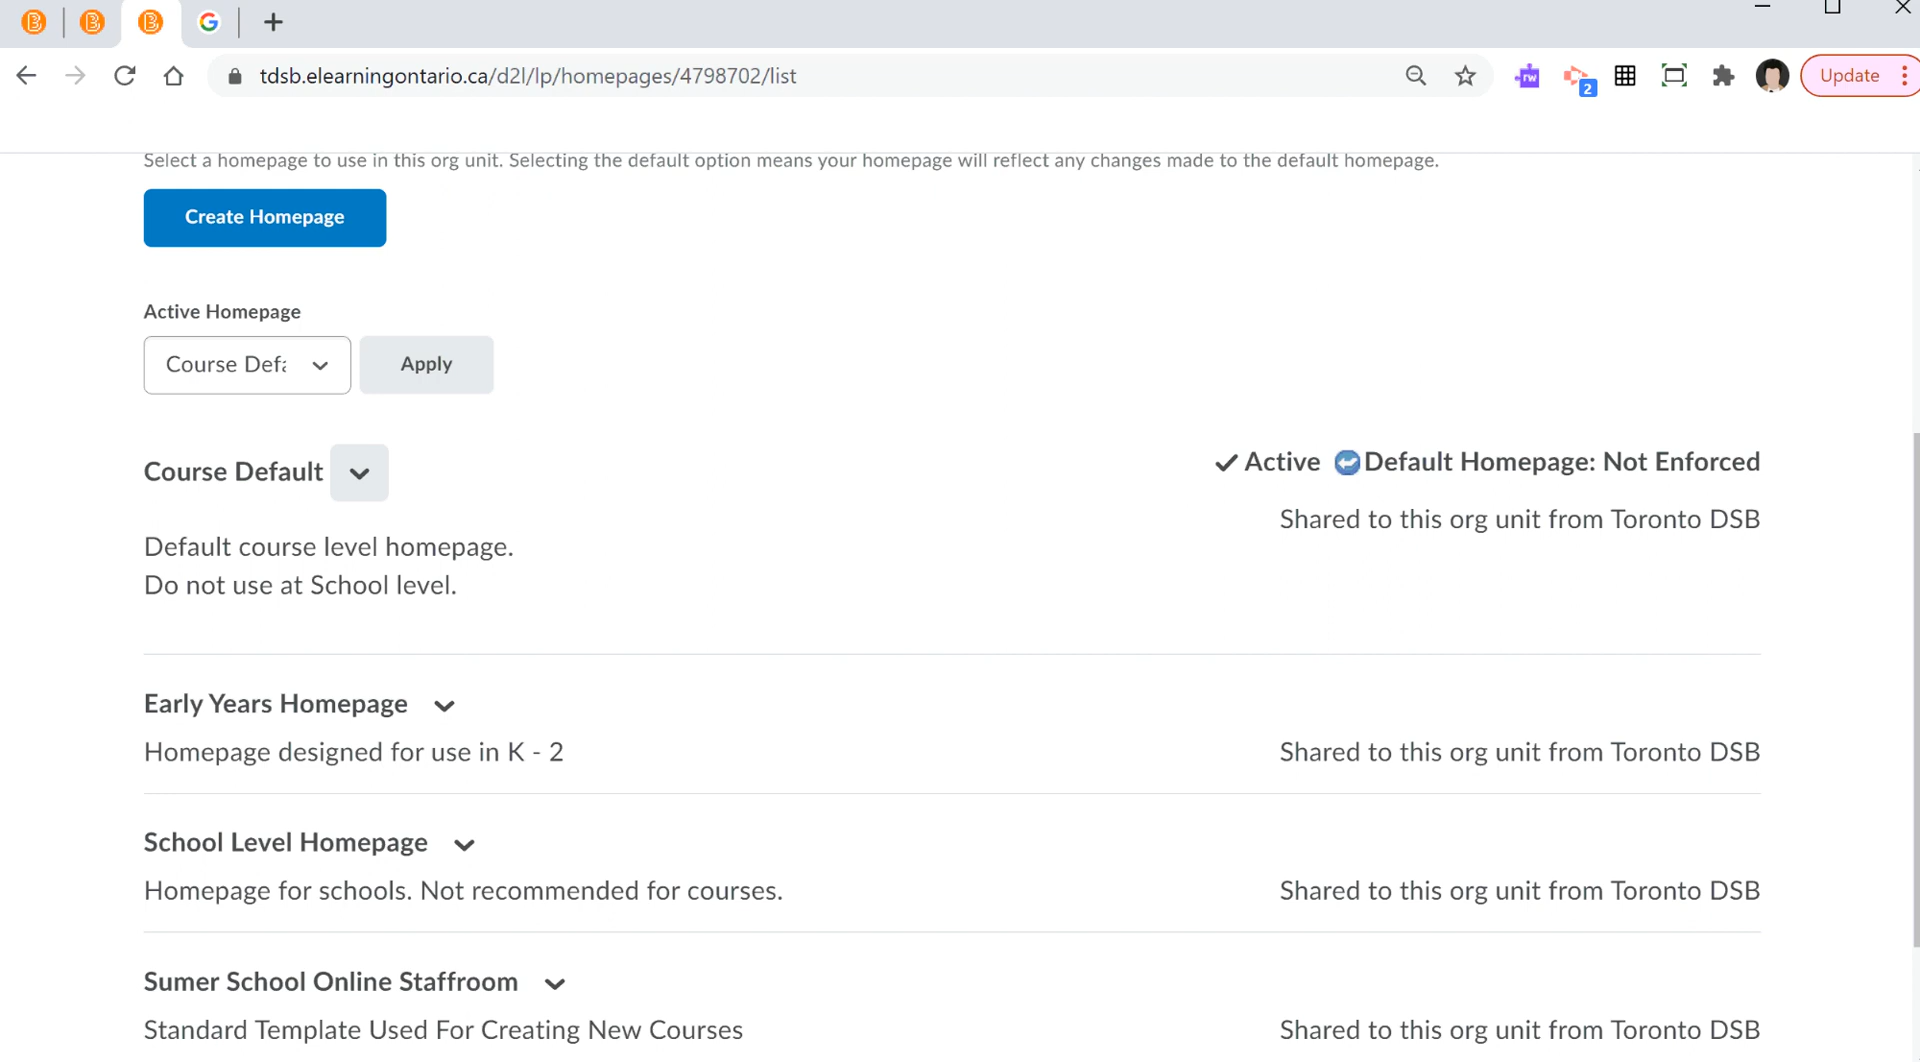 tdsb.elearningontario.ca/d2l/lp/homepages/4798702/list
rw
2
Update
Select a homepage to use in this org unit. Selecting the default option means your homepage will reflect any changes made to the default homepage.
Create Homepage
Active Homepage
Course Defa
Apply
Course Default
Active Default Homepage: Not Enforced
Shared to this org unit from Toronto DSB
Default course level homepage.
Do not use at School level.
Early Years Homepage
Homepage designed for use in K - 2
Shared to this org unit from Toronto DSB
School Level Homepage
Homepage for schools. Not recommended for courses.
Shared to this org unit from Toronto DSB
Sumer School Online Staffroom
Standard Template Used For Creating New Courses
Shared to this org unit from Toronto DSB